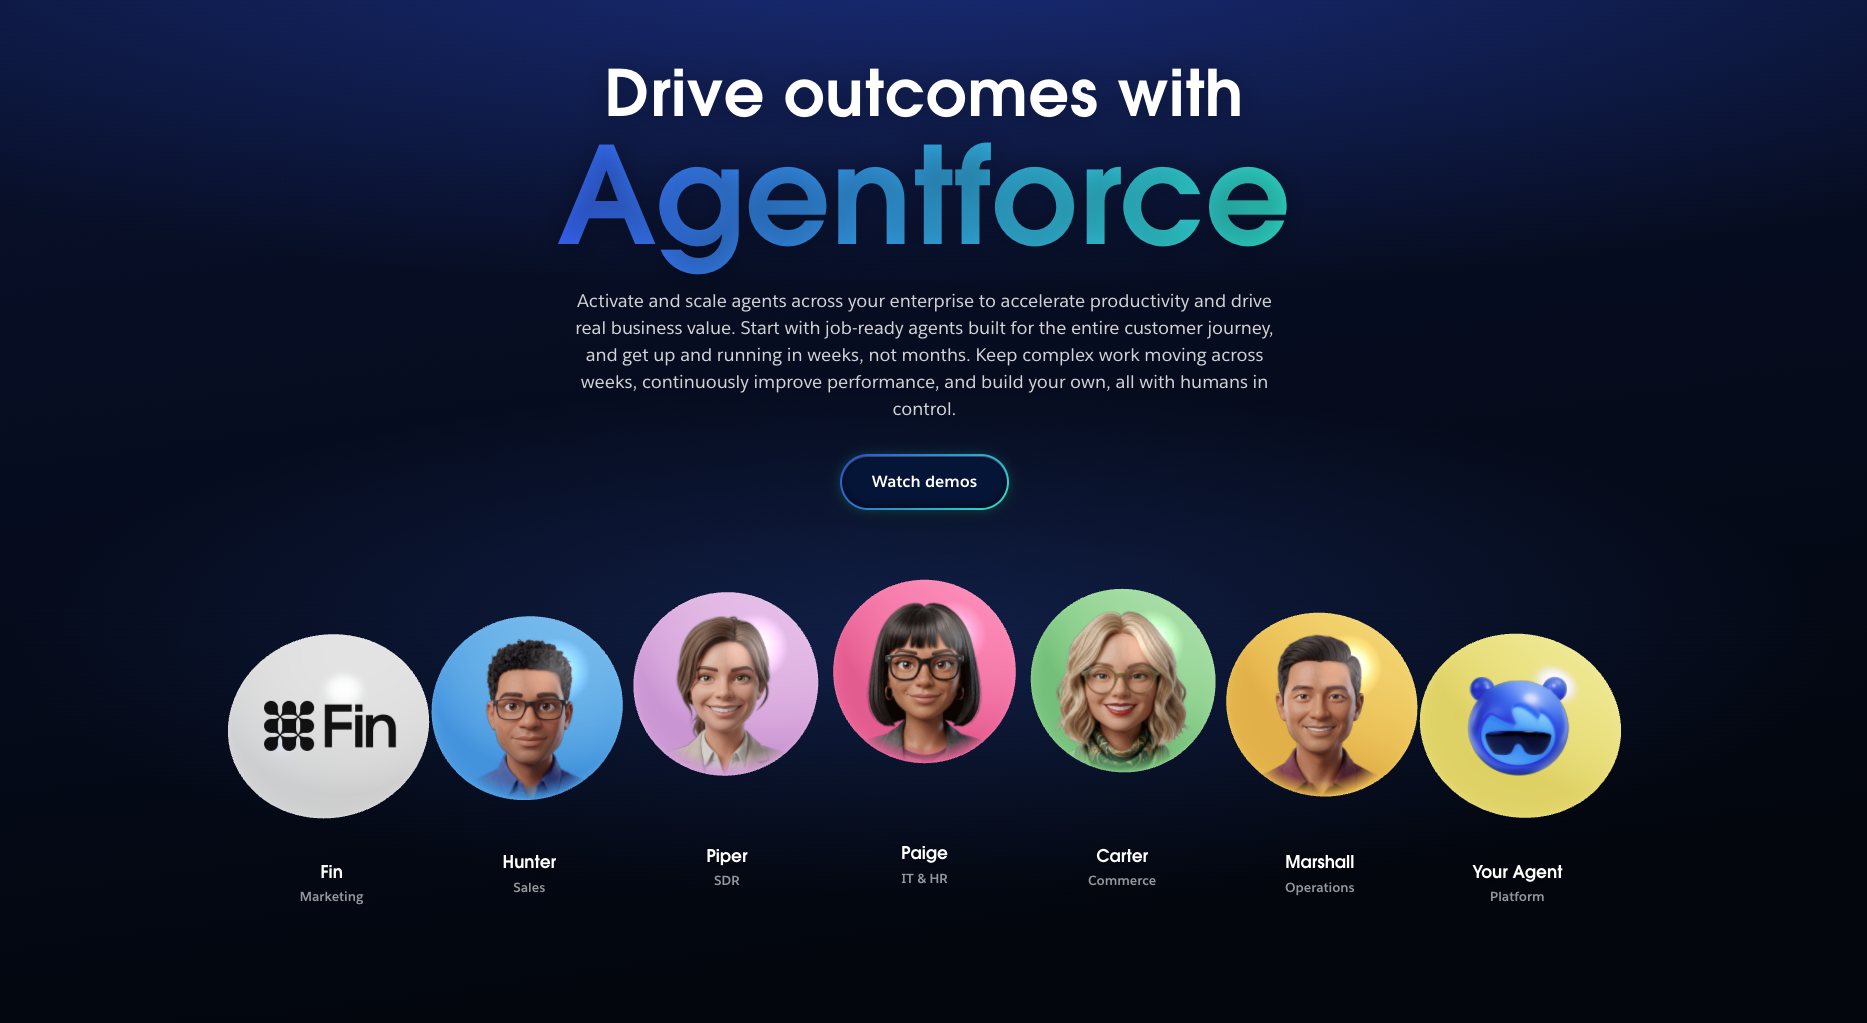 Drive outcomes with
Agentforce
Activate and scale agents across your enterprise to accelerate productivity and drive
real business value. Start with job-ready agents built for the entire customer journey,
and get up and running in weeks, not months. Keep complex work moving across
weeks, continuously improve performance, and build your own, all with humans in
control.
Watch demos
Fin
Fin
Marketing
Hunter
Sales
Piper
SDR
Paige
IT & HR
Carter
Commerce
Marshall
Operations
Your Agent
Platform